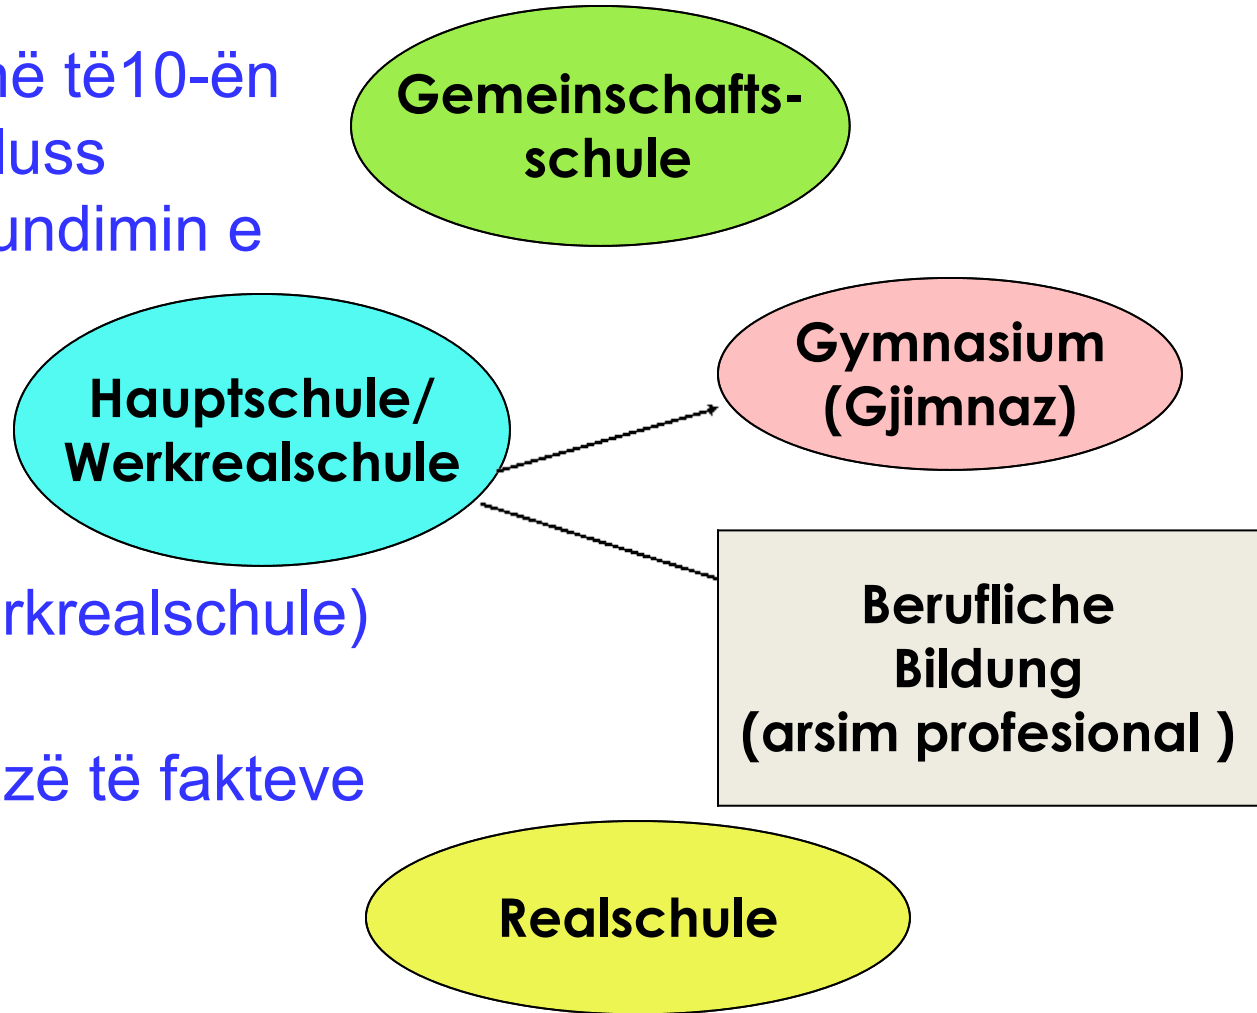 në të10-ën
luss
undimin e
Gemeinschafts-
schule
Hauptschule/
Werkrealschule
Gymnasium
(Gjimnaz)
rkrealschule)
zë të fakteve
Berufliche
Bildung
(arsim profesional )
Realschule